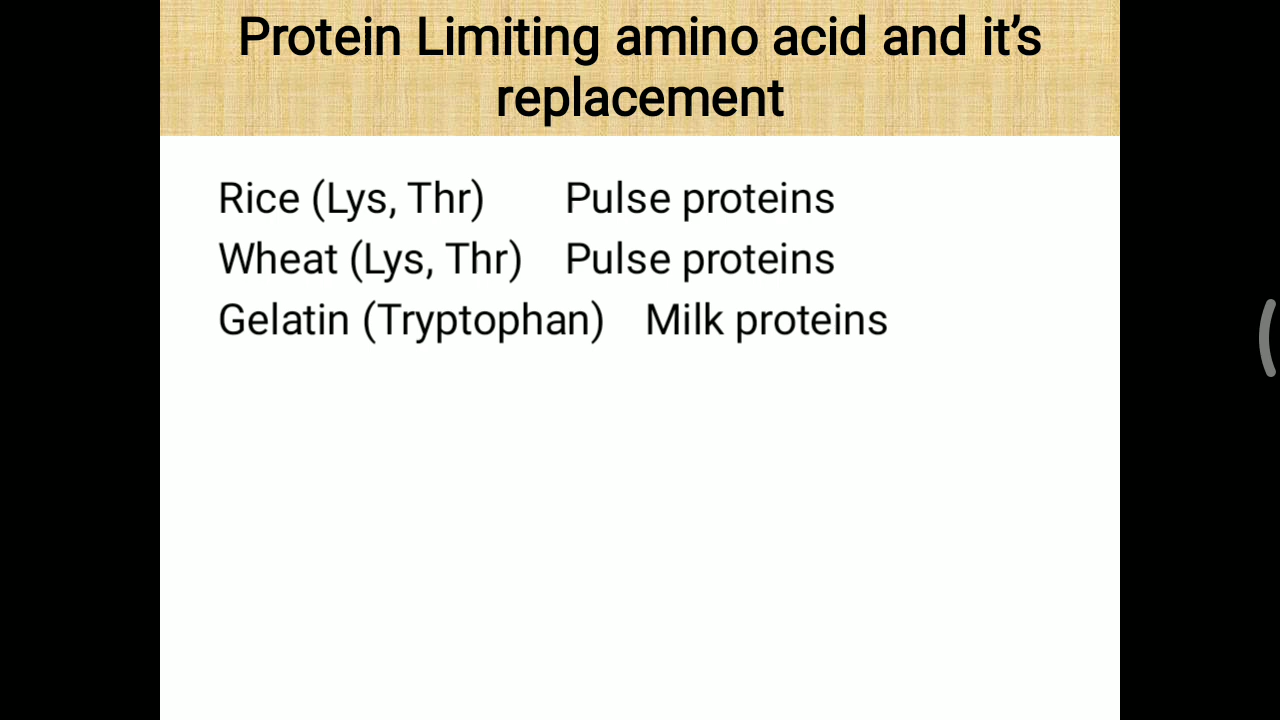 Protein Limiting amino acid and it’s
replacement
Rice (Lys, Thr) Pulse proteins
Wheat (Lys, Thr) Pulse proteins
Gelatin (Tryptophan) Milk proteins